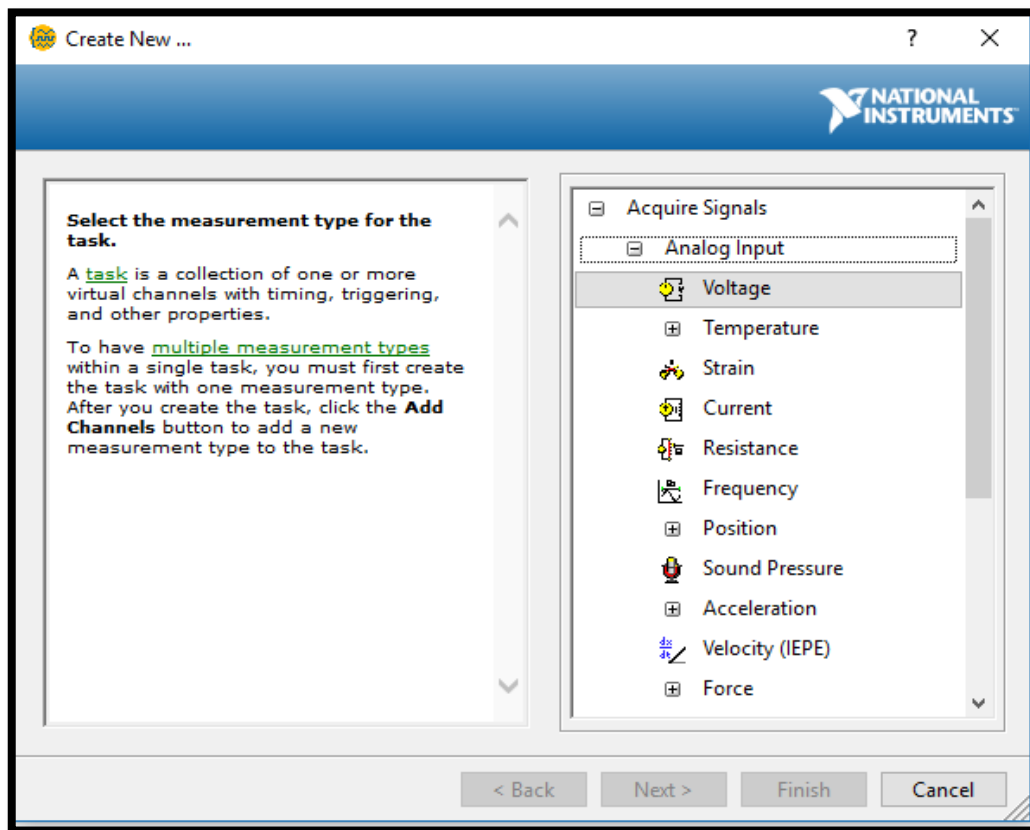 Create New ...
?
NATIONAL
INSTRUMENTS
Select the measurement type for the
task.
A task is a collection of one or more
virtual channels with timing, triggering,
and other properties.
To have multiple measurement types
within a single task, you must first create
the task with one measurement type.
After you create the task, click the Add
Channels button to add a new
measurement type to the task.
Acquire Signals
Analog Input
Voltage
Temperature
Strain
Current
Resistance
Frequency
Position
Sound Pressure
Acceleration
Velocity (IEPE)
Force
< Back
Next >
Finish
Cancel